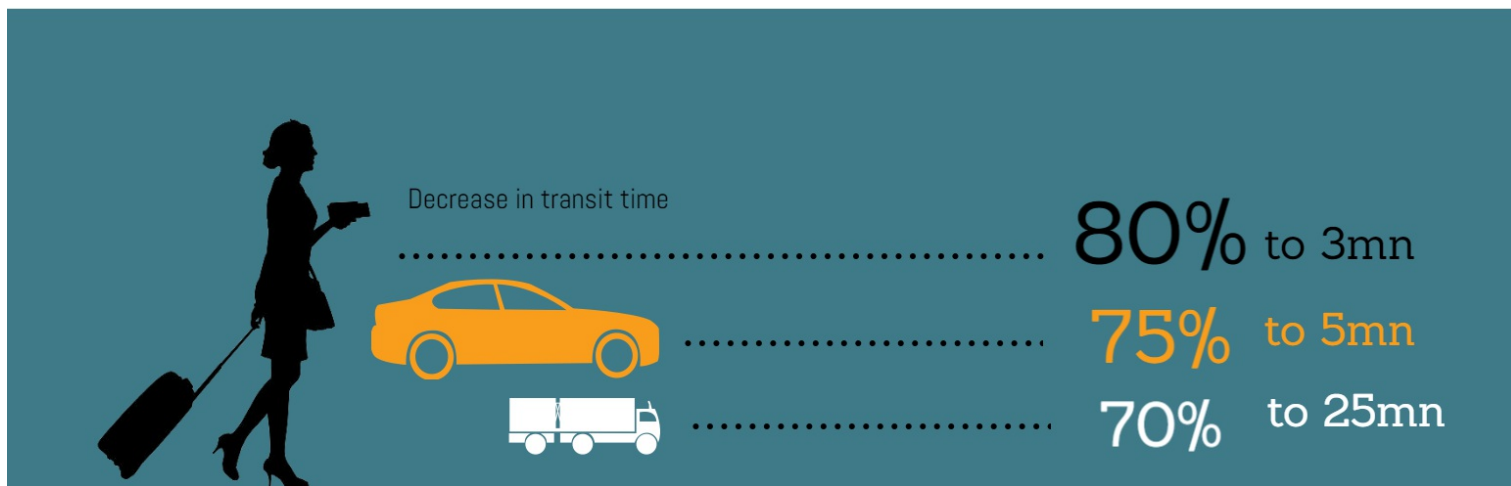 Decrease in transit time
80% to 3mn
75% to 5mn
70% to 25mn